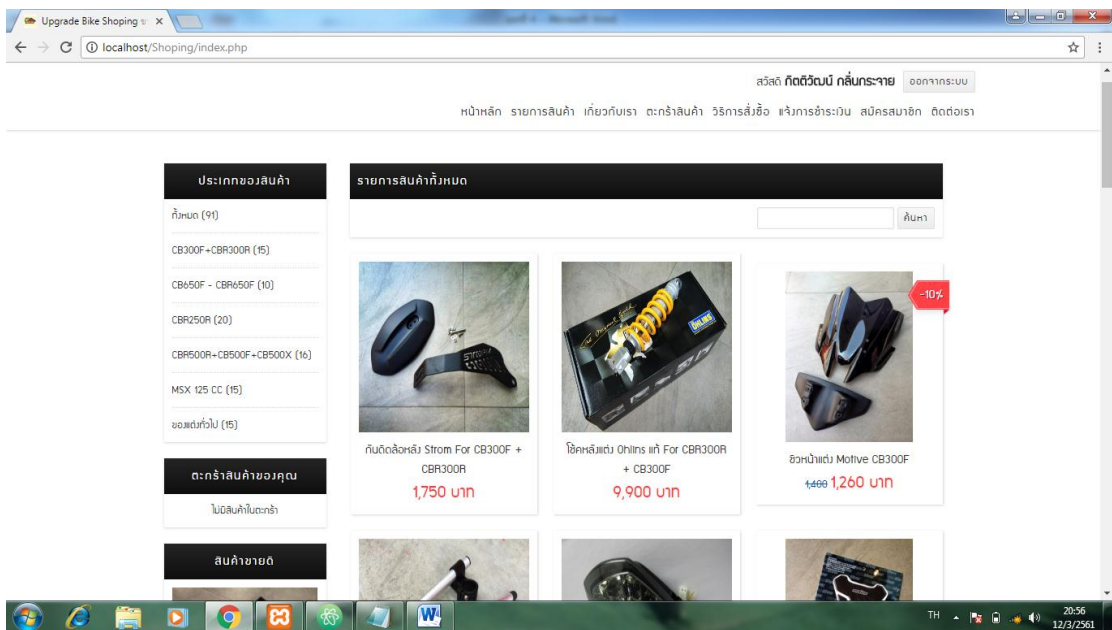 Upgrade Bike Shoping
localhost/Shoping/index.php
สวัสดี กิตติวัฒน์ กลิ่นกระจาย ออกจากระบบ
หน้าหลัก รายการสินค้า เกี่ยวกับเรา ตะกร้าสินค้า วิธีการสั่งซื้อ แจ้งการชำระเงิน สมัครสมาชิก ติดต่อเรา
ประเภทของสินค้า
ทั้งหมด (91)
CB300F+CBR300R (15)
CB650F - CBR650F (10)
CBR250R (20)
CBR500R+CB500F+CB500X (16)
MSX 125 CC (15)
ของแต่งทั่วไป (15)
ตะกร้าสินค้าของคุณ
ไม่มีสินค้าในตะกร้า
สินค้าขายดี
รายการสินค้าทั้งหมด
ค้นหา
กันดีดล้อหลัง Strom For CB300F +
CBR300R
1,750 บาท
ÖHLINS
โช้คหลังแต่ง Ohlins แท้ For CBR300R
+ CB300F
9,900 บาท
-10%
ชิวหน้าแต่ง Motive CB300F
1,400 1,260 บาท
TH
20:56
12/3/2561